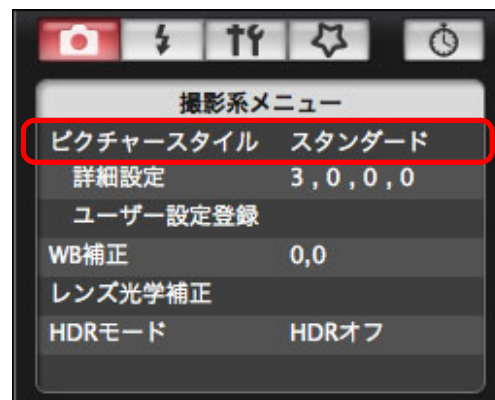 撮影系メニュー
ピクチャースタイル スタンダード
詳細設定 3,0,0,0
ユーザー設定登録
WB補正 0,0
レンズ光学補正
HDRモード HDRオフ